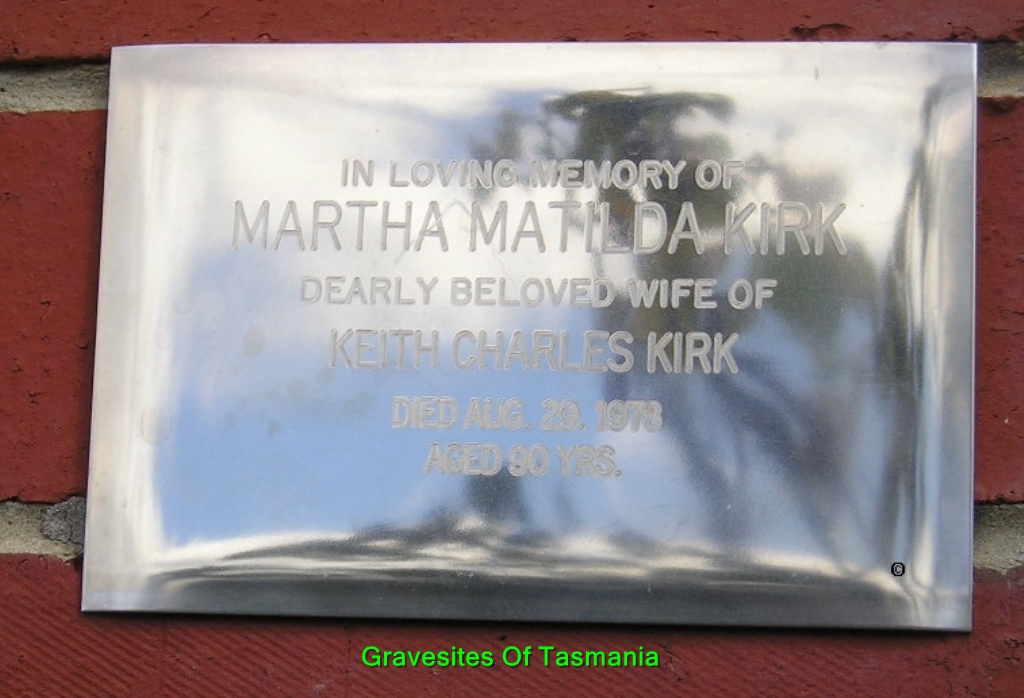 IN LOVING MEMORY OF
MARTHA MATILDA KIRK
DEARLY BELOVED WIFE OF
KEITH CHARLES KIRK
DIED AUG. 29. 1978
AGED 90 YRS.
©
Gravesites Of Tasmania